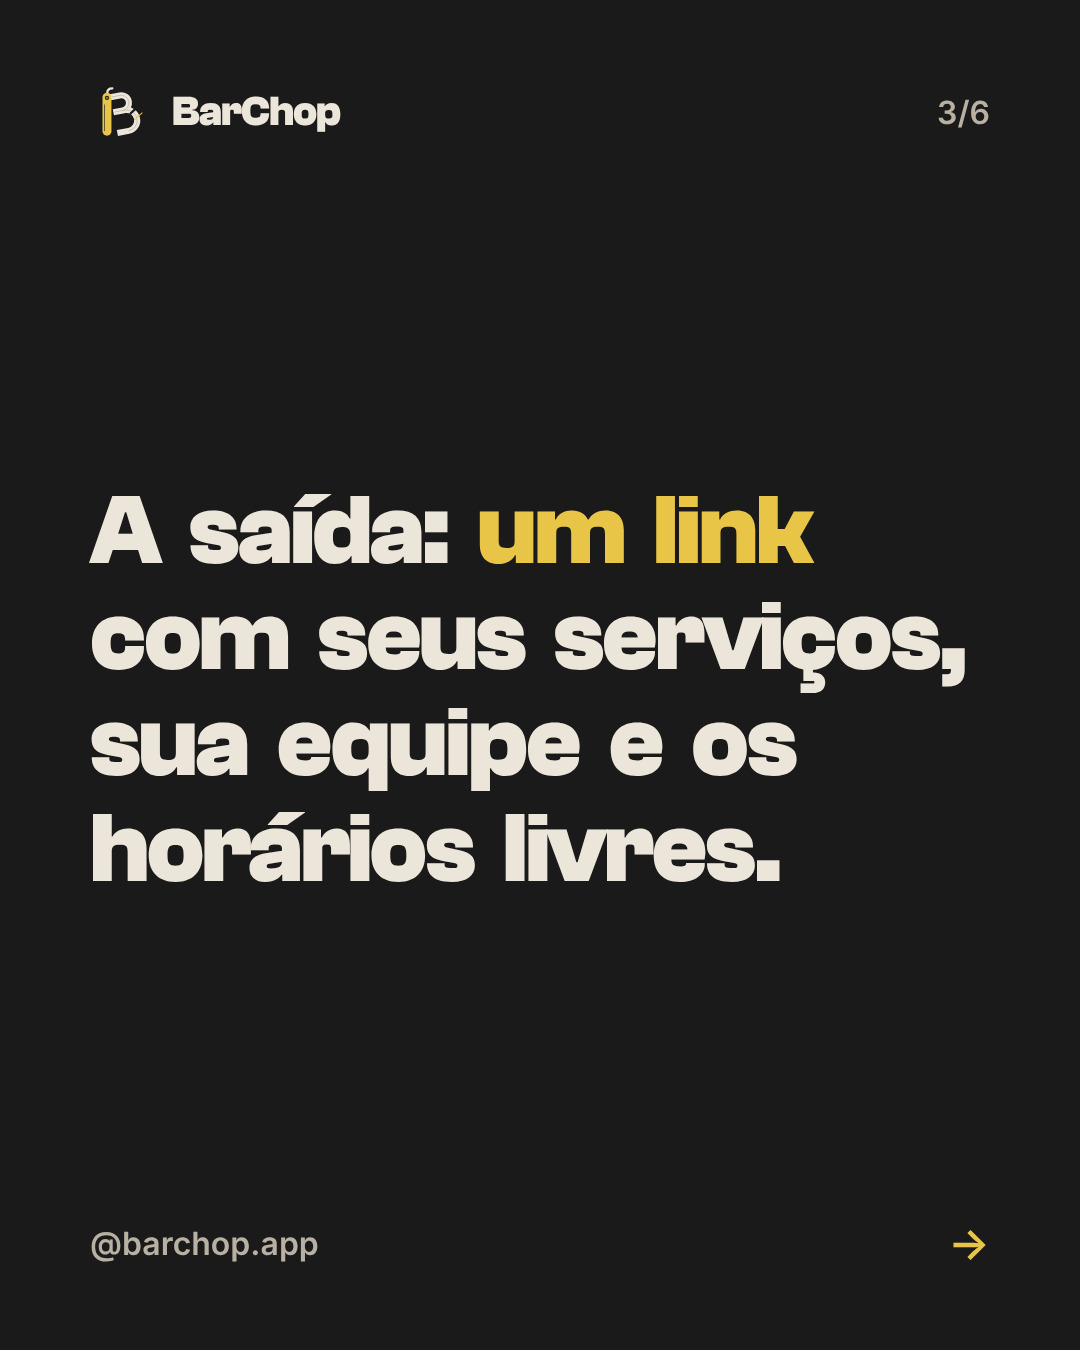 BarChop
3/6
A saída: um link
com seus serviços,
sua equipe e os
horários livres.
@barchop.app
→